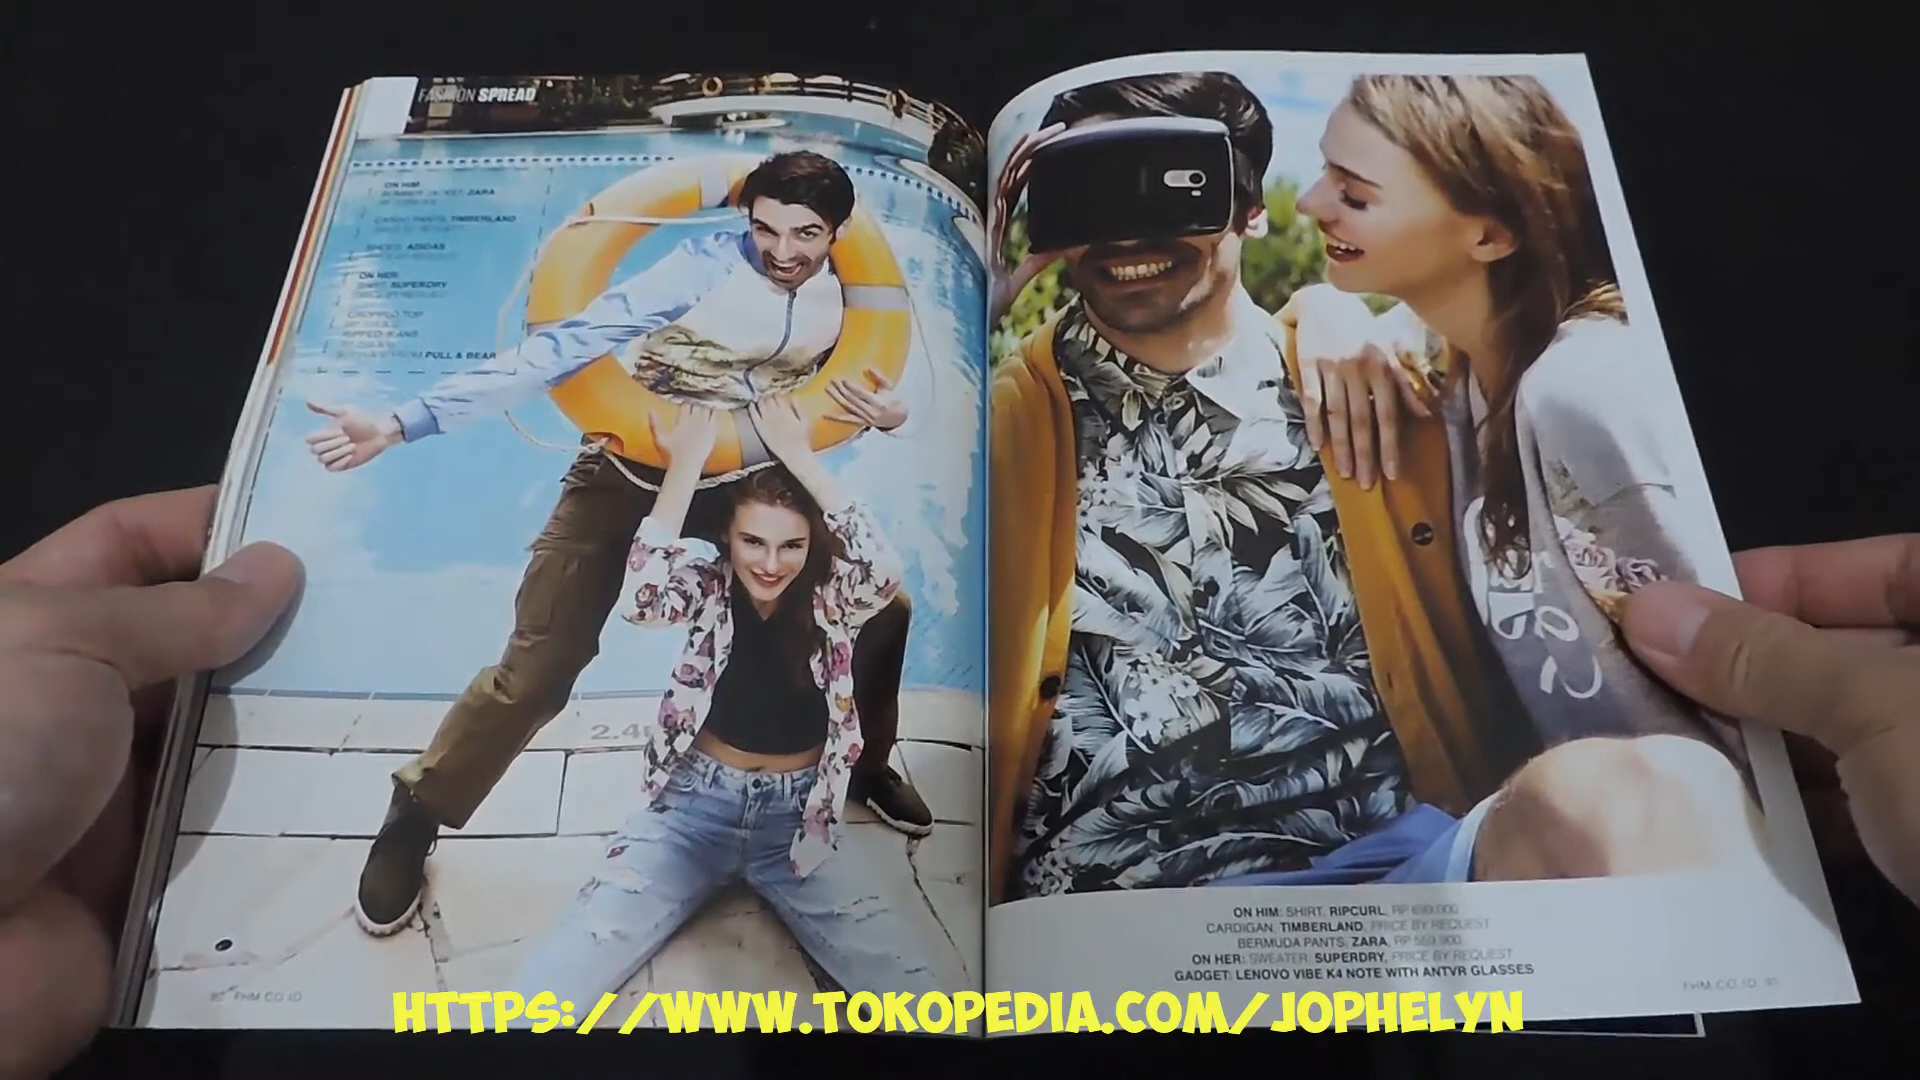 FASHION SPREAD
ON HIM
BOMBER JACKET, ZARA
CARGO PANTS, TIMBERLAND
SHOES, ADIDAS
ON HER
SHIRT, SUPERDRY
CROPPED TOP
RIPPED JEANS
PULL & BEAR
2.4
FHM.CO.ID
ON HIM: SHIRT, RIPCURL, RP 699.000
CARDIGAN, TIMBERLAND, PRICE BY REQUEST
BERMUDA PANTS, ZARA, RP 559.900
ON HER: SWEATER, SUPERDRY, PRICE BY REQUEST
GADGET: LENOVO VIBE K4 NOTE WITH ANTVR GLASSES
FHM.CO.ID
HTTPS://WWW.TOKOPEDIA.COM/JOPHELYN